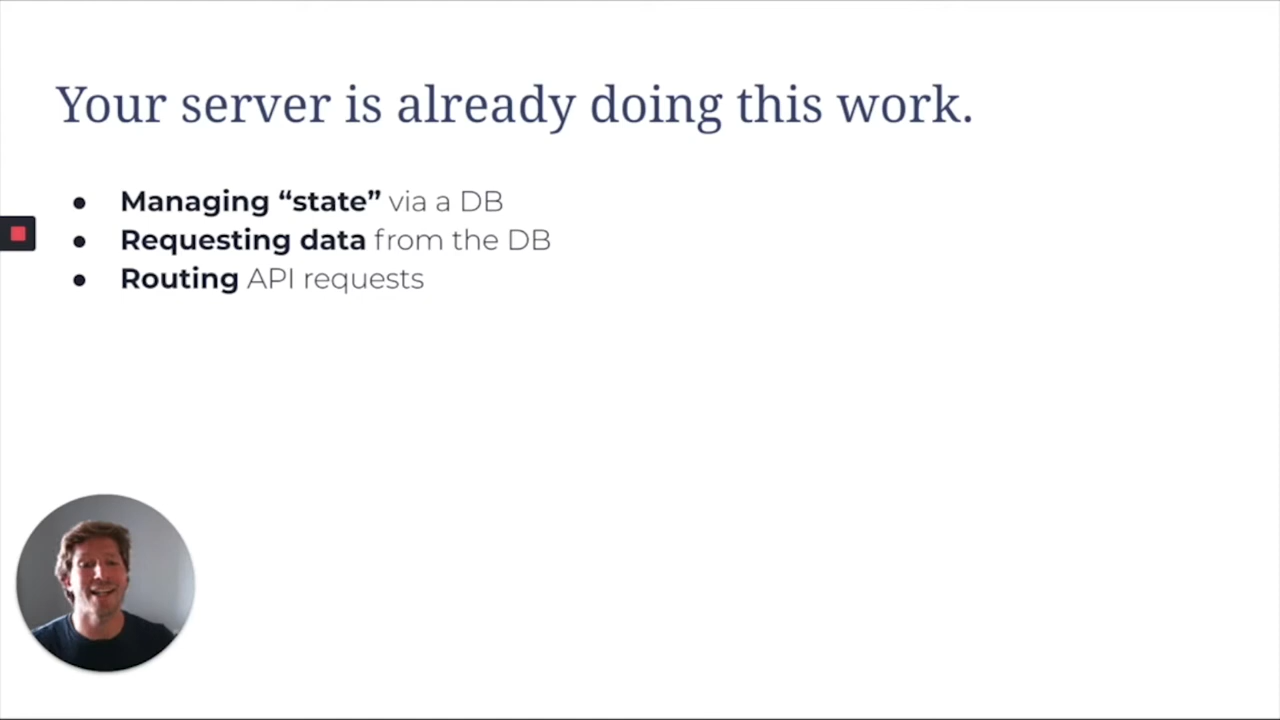 Your server is already doing this work.
● Managing “state” via a DB
● Requesting data from the DB
● Routing API requests